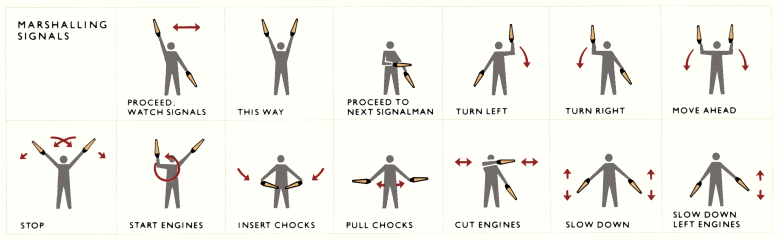 MARSHALLING
SIGNALS
PROCEED:
WATCH SIGNALS
THIS WAY
PROCEED TO
NEXT SIGNALMAN
TURN LEFT
TURN RIGHT
MOVE AHEAD
STOP
START ENGINES
INSERT CHOCKS
PULL CHOCKS
CUT ENGINES
SLOW DOWN
SLOW DOWN
LEFT ENGINES